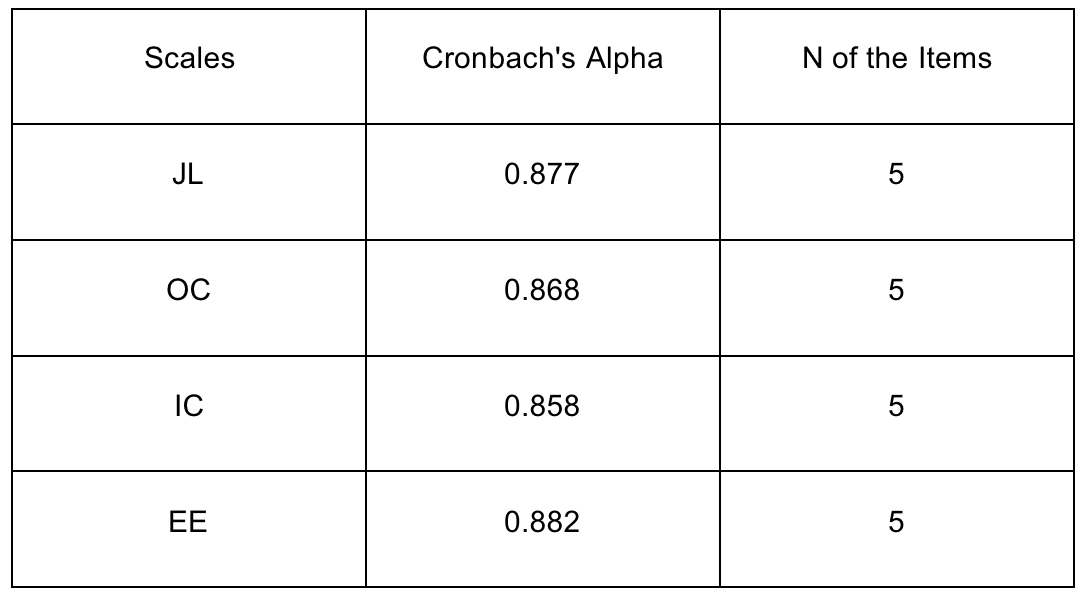 Scales Cronbach's Alpha N of the Items
JL 0.877 5
OC 0.868 5
IC 0.858 5
EE 0.882 5